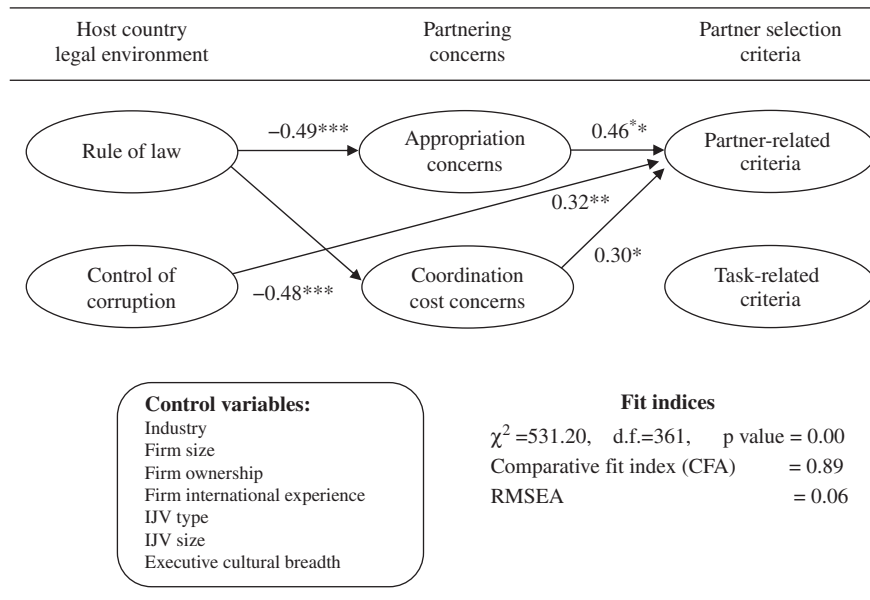 Host country
legal environment
Partnering
concerns
Partner selection
criteria
Rule of law
−0.49***
Appropriation
concerns
0.46**
Partner-related
criteria
0.32**
Control of
corruption
−0.48***
Coordination
cost concerns
0.30*
Task-related
criteria
Control variables:
Industry
Firm size
Firm ownership
Firm international experience
IJV type
IJV size
Executive cultural breadth
Fit indices
χ² =531.20, d.f.=361, p value = 0.00
Comparative fit index (CFA) = 0.89
RMSEA = 0.06